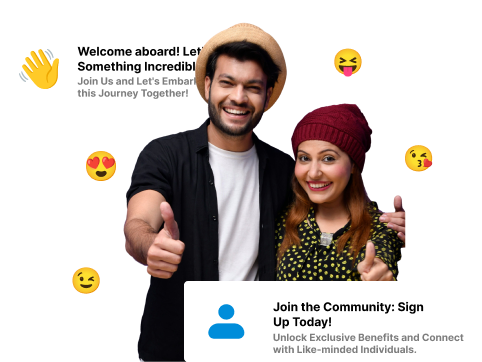 Welcome aboard! Let
Something Incredibl
Join Us and Let's Embar
this Journey Together!
Join the Community: Sign
Up Today!
Unlock Exclusive Benefits and Connect
with Like-minded Individuals.